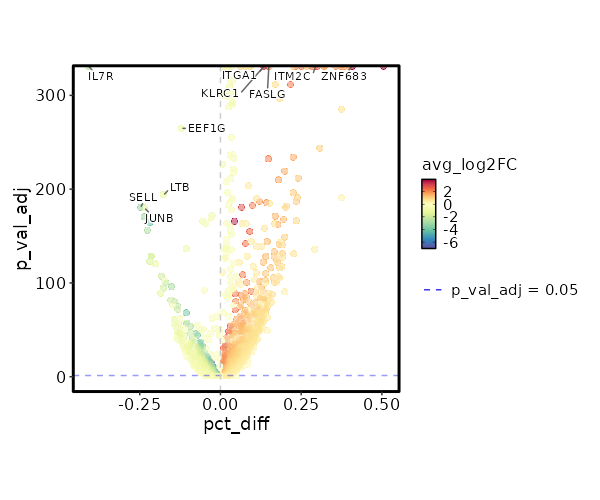 IL7R
ITGA1
ITM2C
ZNF683
KLRC1
FASLG
EEF1G
LTB
SELL
JUNB
300
200
100
0
p_val_adj
-0.25
0.00
0.25
0.50
pct_diff
avg_log2FC
2
0
-2
-4
-6
p_val_adj = 0.05